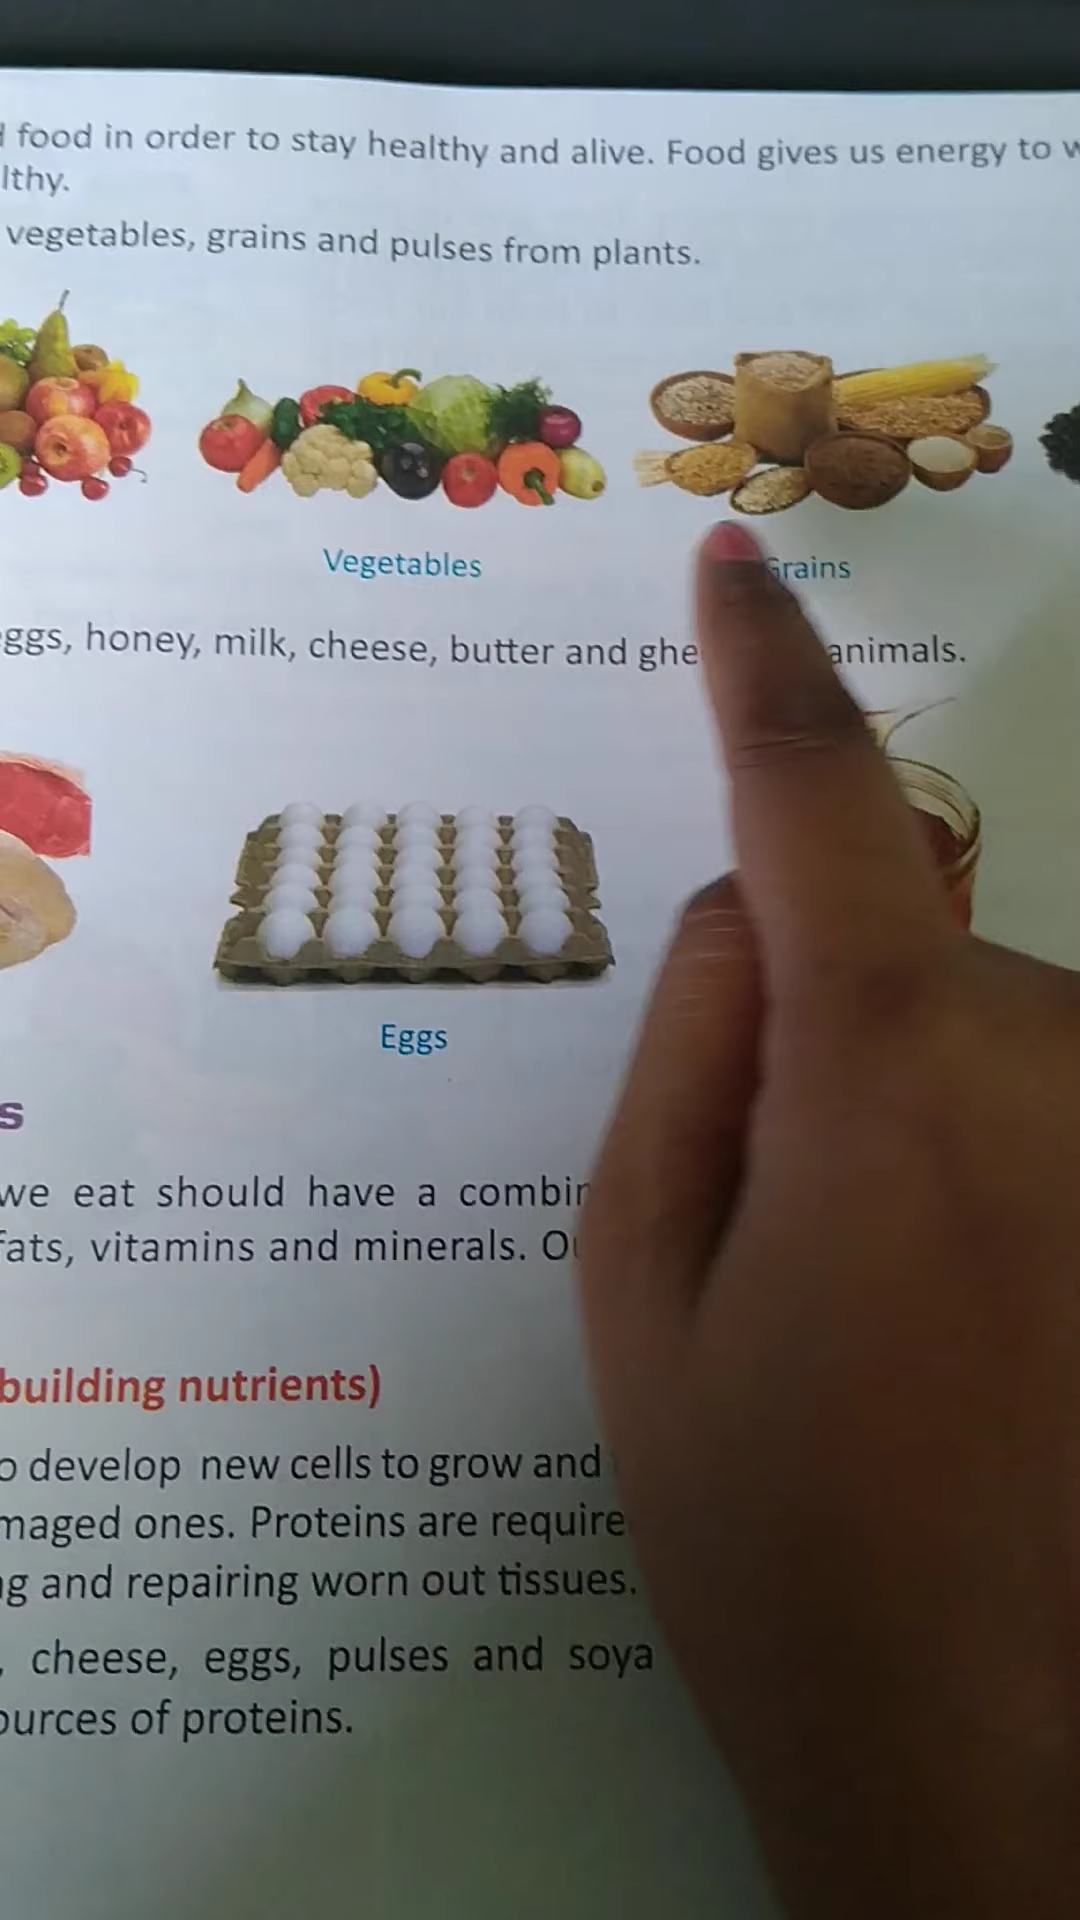 food in order to stay healthy and alive. Food gives us energy to
lthy.
vegetables, grains and pulses from plants.
Vegetables
Grains
eggs, honey, milk, cheese, butter and ghe animals.
Eggs
s
we eat should have a combin
fats, vitamins and minerals.
building nutrients)
develop new cells to grow and
maged ones. Proteins are require
and repairing worn out tissues.
, cheese, eggs, pulses and soya
ources of proteins.